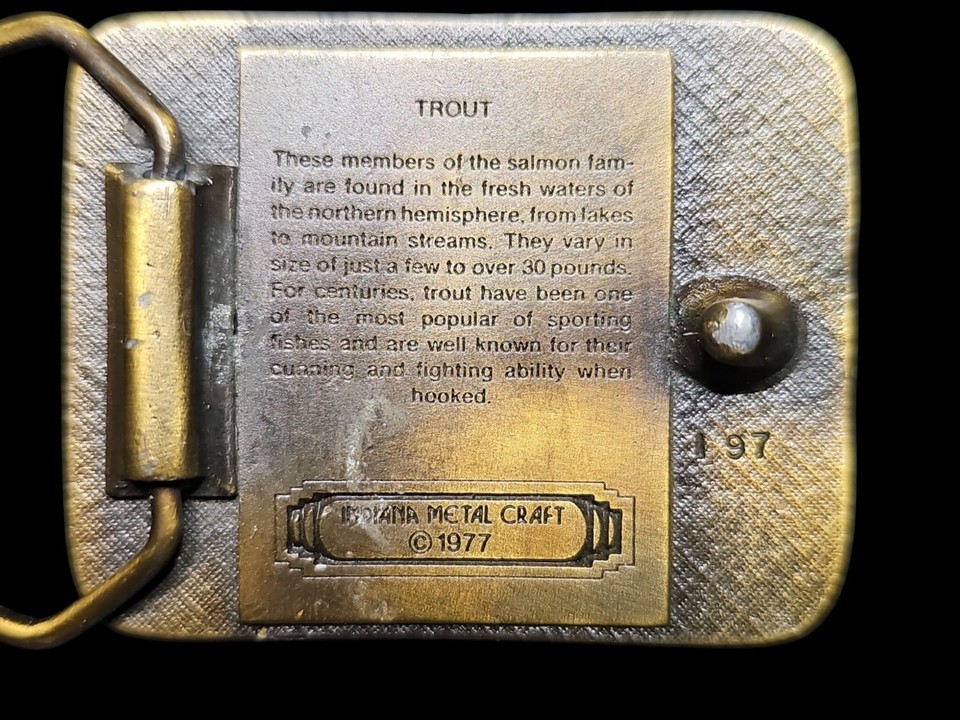 TROUT
These members of the salmon fam-
ily are found in the fresh waters of
the northern hemisphere, from lakes
to mountain streams. They vary in
size of just a few to over 30 pounds.
For centuries, trout have been one
of the most popular of sporting
fishes and are well known for their
cunning and fighting ability when
hooked.
I 97
INDIANA METAL CRAFT
© 1977